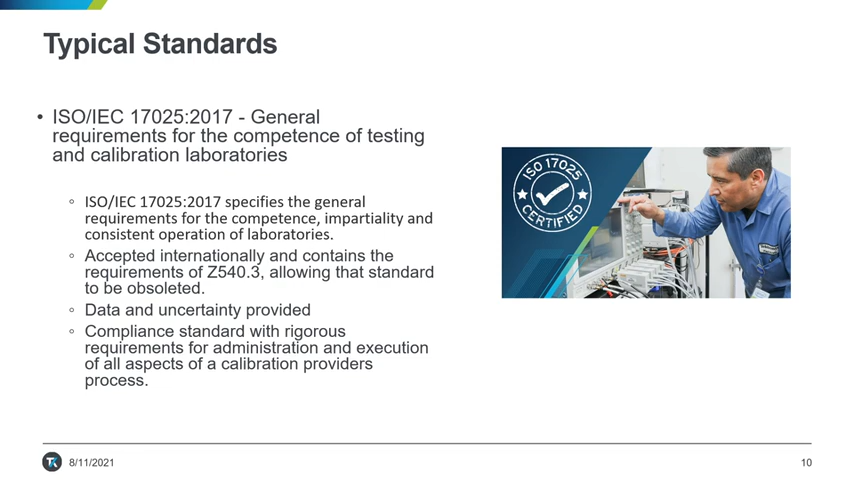 Typical Standards
• ISO/IEC 17025:2017 - General
requirements for the competence of testing
and calibration laboratories
◦ ISO/IEC 17025:2017 specifies the general
requirements for the competence, impartiality and
consistent operation of laboratories.
◦ Accepted internationally and contains the
requirements of Z540.3, allowing that standard
to be obsoleted.
◦ Data and uncertainty provided
◦ Compliance standard with rigorous
requirements for administration and execution
of all aspects of a calibration providers
process.
ISO 17025
CERTIFIED
8/11/2021
10